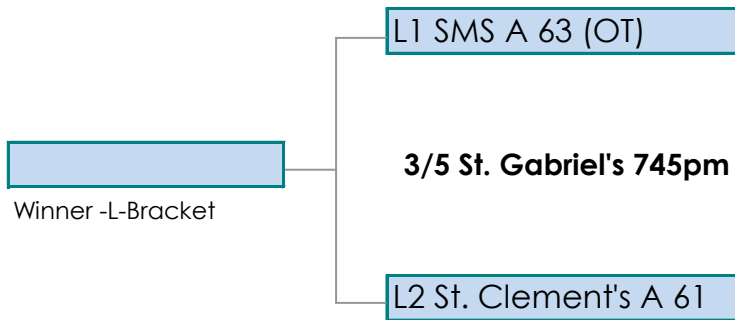 L1 SMS A 63 (OT)
3/5 St. Gabriel's 745pm
Winner -L-Bracket
L2 St. Clement's A 61